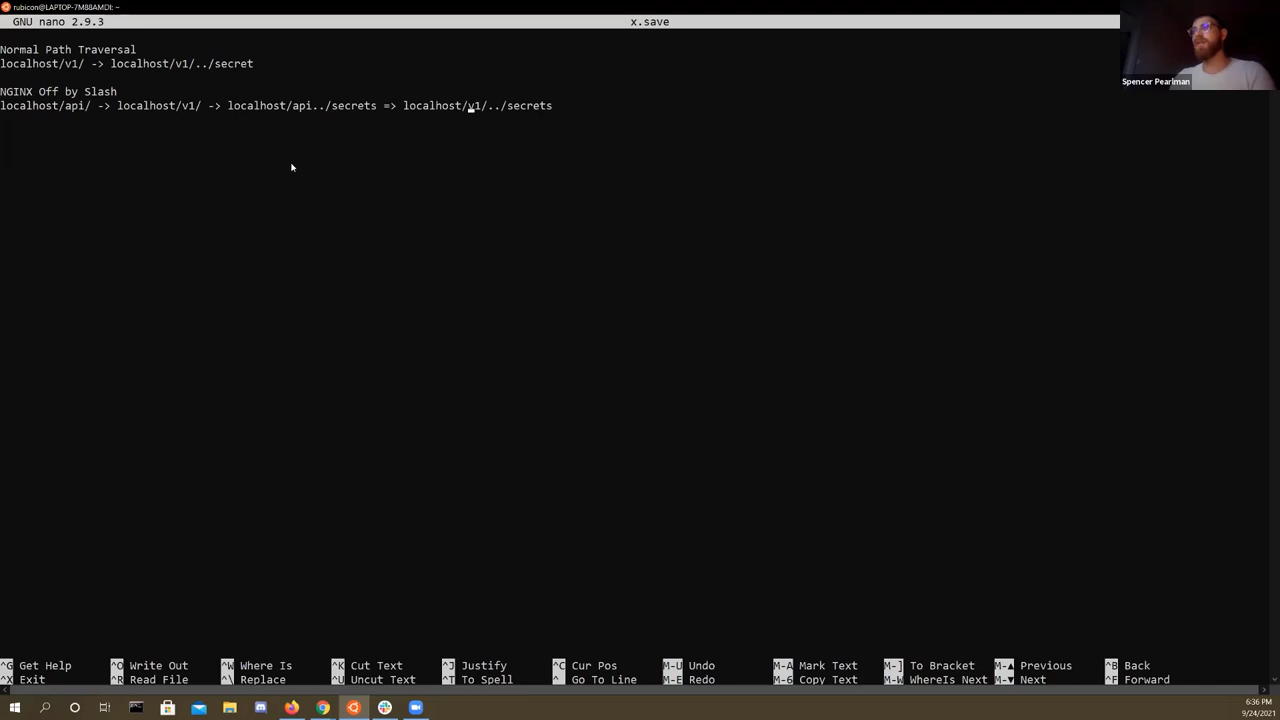 rubicon@LAPTOP-7M88AMDI: ~
GNU nano 2.9.3 x.save
Spencer Pearlman
Normal Path Traversal
localhost/v1/ -> localhost/v1/../secret
NGINX Off by Slash
localhost/api/ -> localhost/v1/ -> localhost/api../secrets => localhost/v1/../secrets
^G Get Help ^O Write Out ^W Where Is ^K Cut Text ^J Justify ^C Cur Pos M-U Undo M-A Mark Text M-] To Bracket M-▲ Previous ^B Back
^X Exit ^R Read File ^\ Replace ^U Uncut Text ^T To Spell ^_ Go To Line M-E Redo M-6 Copy Text M-W WhereIs Next M-▼ Next ^F Forward
6:36 PM
9/24/2021